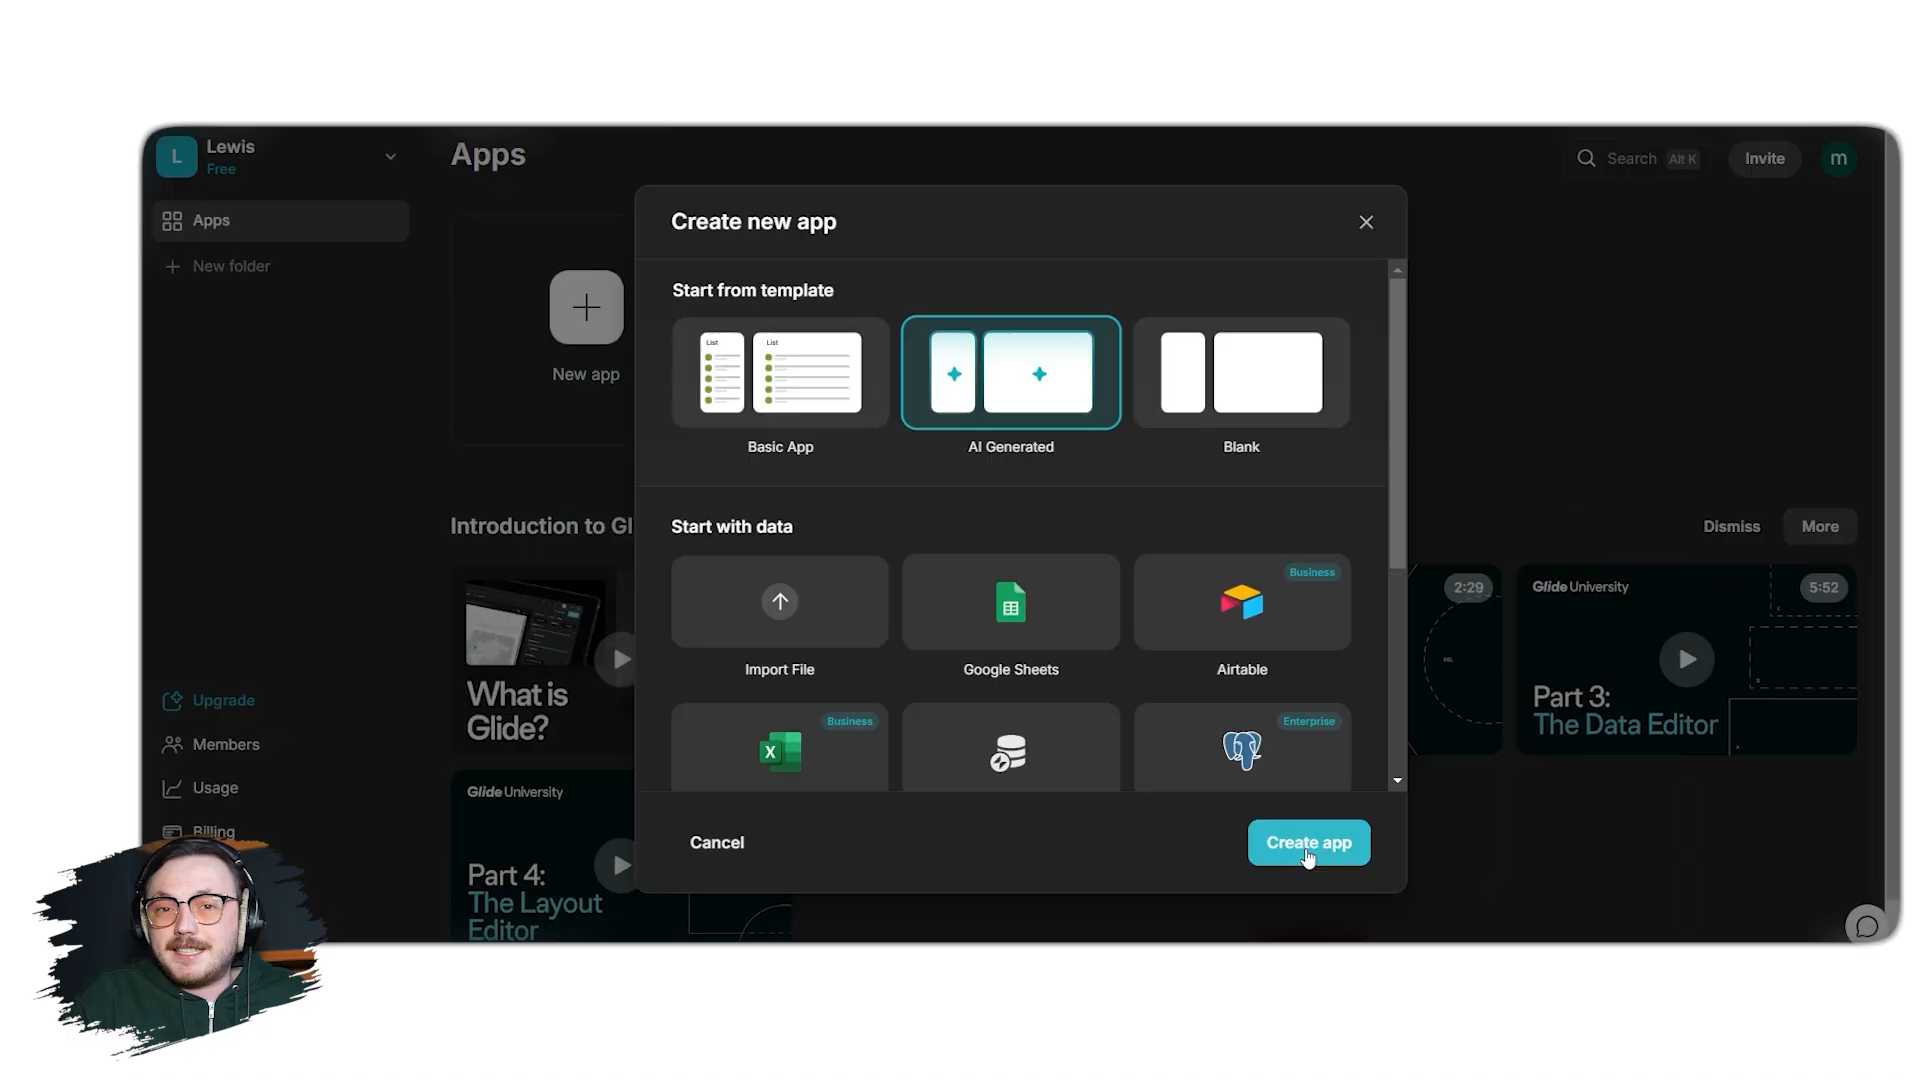 L
Lewis
Free
Apps
New folder
Upgrade
Members
Usage
Billing
Apps
Search
Alt K
Invite
m
New app
Introduction to Gl
Dismiss
More
What is
Glide?
2:29
Glide University
5:52
Part 3:
The Data Editor
Glide University
Part 4:
The Layout
Editor
Create new app
Start from template
List
List
Basic App
AI Generated
Blank
Start with data
Import File
Google Sheets
Business
Airtable
Business
X
Enterprise
Cancel
Create app